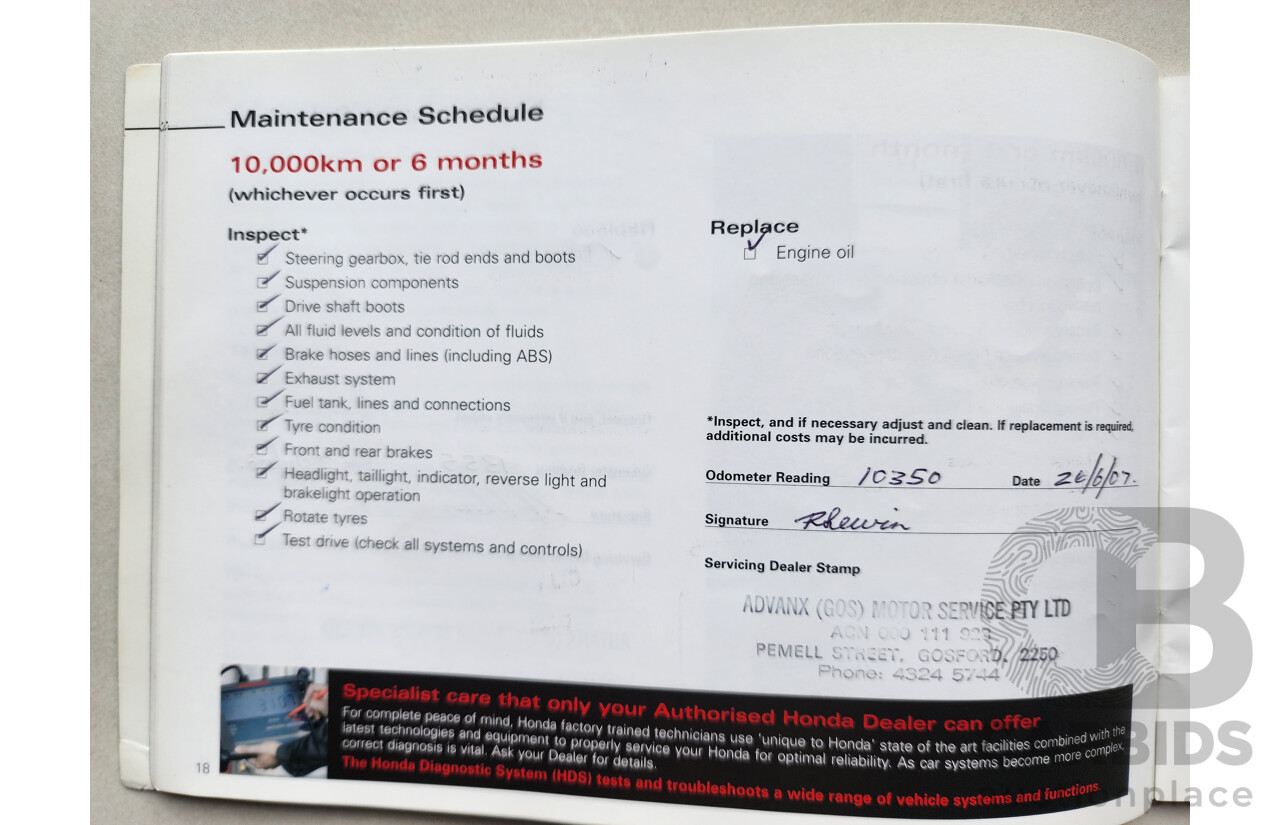 Maintenance Schedule
10,000km or 6 months
(whichever occurs first)
Inspect*
Steering gearbox, tie rod ends and boots
Suspension components
Drive shaft boots
All fluid levels and condition of fluids
Brake hoses and lines (including ABS)
Exhaust system
Fuel tank, lines and connections
Tyre condition
Front and rear brakes
Headlight, taillight, indicator, reverse light and
brakelight operation
Rotate tyres
Test drive (check all systems and controls)
Replace
Engine oil
*Inspect, and if necessary adjust and clean. If replacement is required,
additional costs may be incurred.
Odometer Reading 10350 Date
Signature
Servicing Dealer Stamp
ADVANX (GOS) MOTOR SERVICE PTY LTD
ACN 000 111 923
PEMELL STREET, GOSFORD, 2250
Phone: 4324 5744
Specialist care that only your Authorised Honda Dealer can offer
For complete peace of mind, Honda factory trained technicians use 'unique to Honda' state of the art facilities combined with the
latest technologies and equipment to properly service your Honda for optimal reliability. As car systems become more complex,
correct diagnosis is vital. Ask your Dealer for details.
The Honda Diagnostic System (HDS) tests and troubleshoots a wide range of vehicle systems and functions.
18